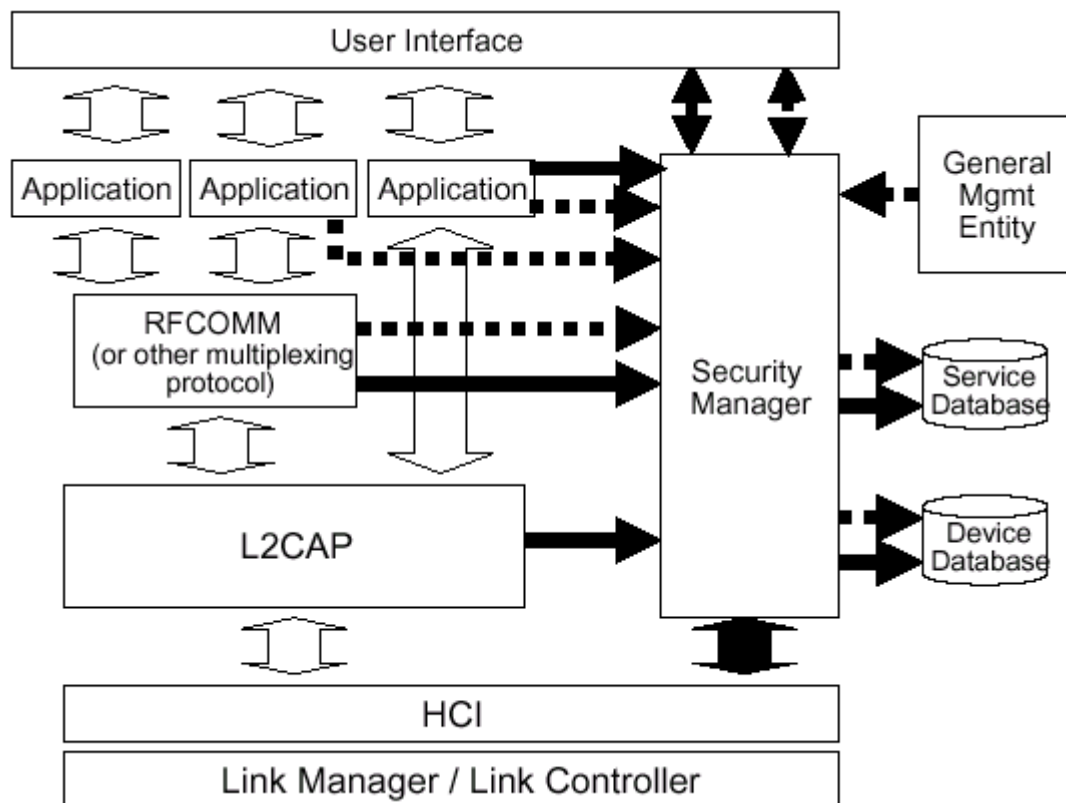 User Interface
Application
Application
Application
General
Mgmt
Entity
RFCOMM
(or other multiplexing
protocol)
Security
Manager
Service
Database
L2CAP
Device
Database
HCI
Link Manager / Link Controller